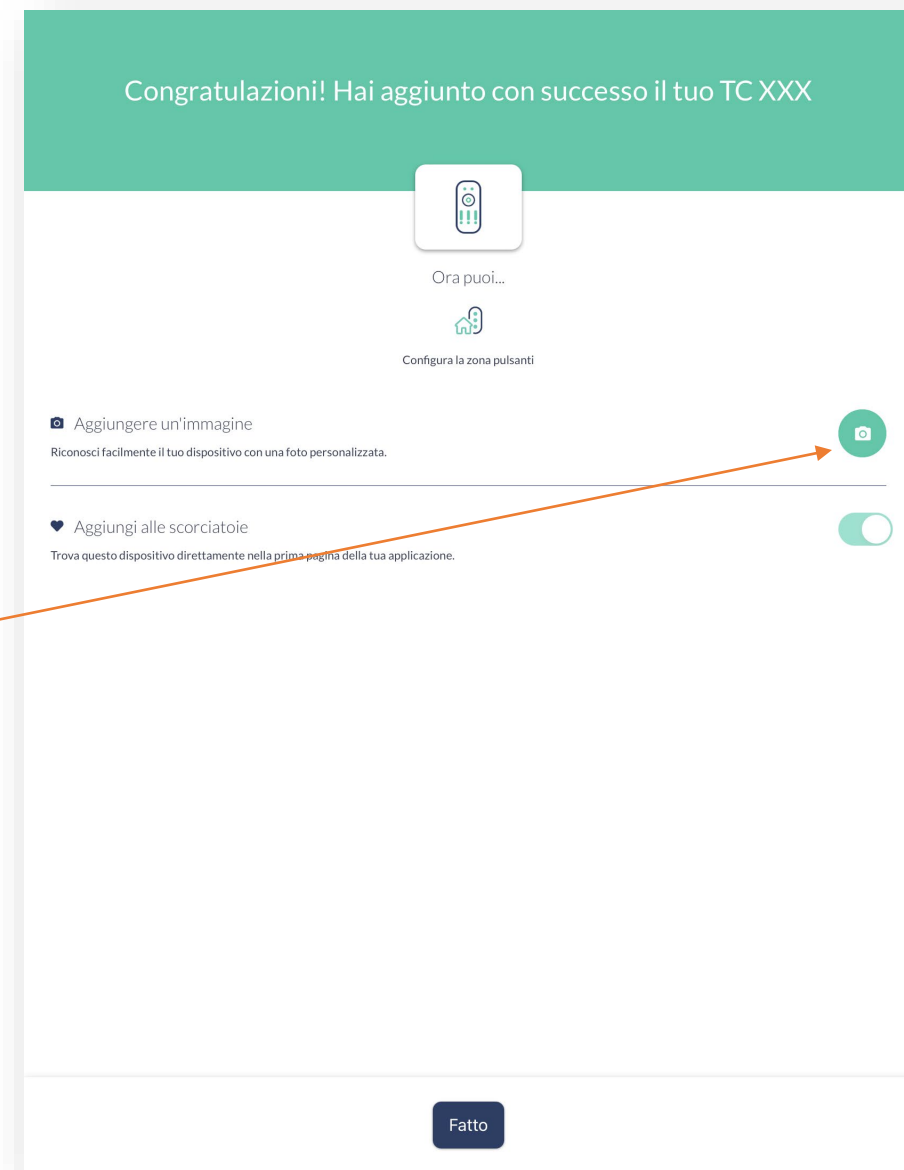 Congratulazioni! Hai aggiunto con successo il tuo TC XXX
Ora puoi...
Configura la zona pulsanti
Aggiungere un'immagine
Riconosci facilmente il tuo dispositivo con una foto personalizzata.
Aggiungi alle scorciatoie
Trova questo dispositivo direttamente nella prima pagina della tua applicazione.
Fatto